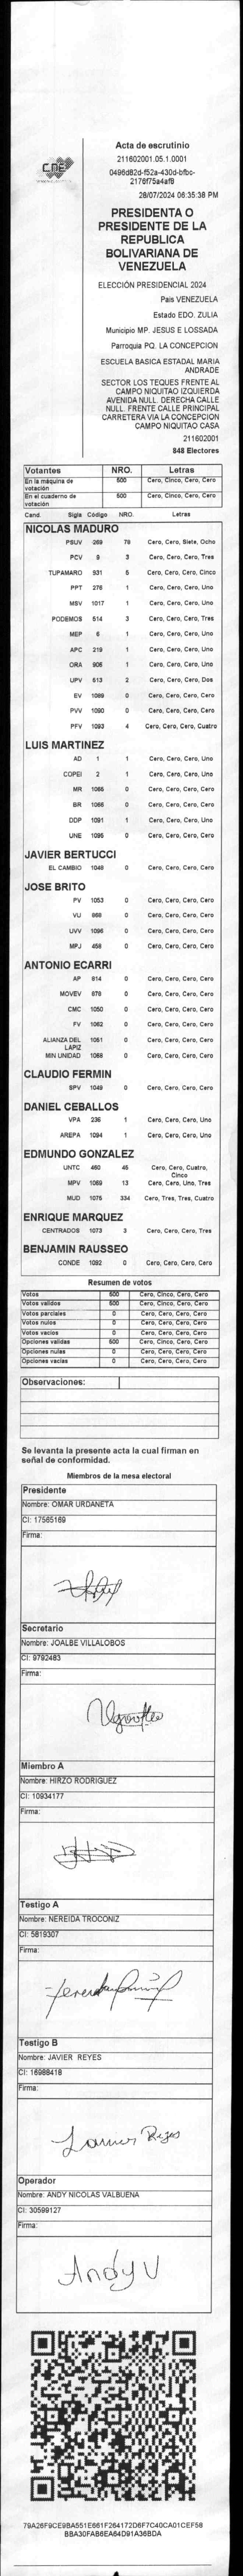 CNE
Acta de escrutinio
211602001.05.1.0001
0496d82d-f52a-430d-bfbc-
2176f75a4af8
28/07/2024 06:35:38 PM
PRESIDENTA O
PRESIDENTE DE LA
REPUBLICA
BOLIVARIANA DE
VENEZUELA
ELECCIÓN PRESIDENCIAL 2024
País VENEZUELA
Estado EDO. ZULIA
Municipio MP. JESUS E LOSSADA
Parroquia PQ. LA CONCEPCION
ESCUELA BASICA ESTADAL MARIA
ANDRADE
SECTOR LOS TEQUES FRENTE AL
CAMPO NIQUITAO IZQUIERDA
AVENIDA NULL. DERECHA CALLE
NULL. FRENTE CALLE PRINCIPAL
CARRETERA VIA LA CONCEPCION
CAMPO NIQUITAO CASA
211602001
848 Electores
Votantes NRO. Letras
En la máquina de votación 500 Cero, Cinco, Cero, Cero
En el cuaderno de votación 500 Cero, Cinco, Cero, Cero
Cand. Sigla Código NRO. Letras
NICOLAS MADURO
PSUV 269 78 Cero, Cero, Siete, Ocho
PCV 9 3 Cero, Cero, Cero, Tres
TUPAMARO 931 5 Cero, Cero, Cero, Cinco
PPT 276 1 Cero, Cero, Cero, Uno
MSV 1017 1 Cero, Cero, Cero, Uno
PODEMOS 514 3 Cero, Cero, Cero, Tres
MEP 6 1 Cero, Cero, Cero, Uno
APC 219 1 Cero, Cero, Cero, Uno
ORA 906 1 Cero, Cero, Cero, Uno
UPV 613 2 Cero, Cero, Cero, Dos
EV 1089 0 Cero, Cero, Cero, Cero
PVV 1090 0 Cero, Cero, Cero, Cero
PFV 1093 4 Cero, Cero, Cero, Cuatro
LUIS MARTINEZ
AD 1 1 Cero, Cero, Cero, Uno
COPEI 2 1 Cero, Cero, Cero, Uno
MR 1066 0 Cero, Cero, Cero, Cero
BR 0 Cero, Cero, Cero, Cero
DDP 1091 1 Cero, Cero, Cero, Uno
UNE 0 Cero, Cero, Cero, Cero
JAVIER BERTUCCI
EL CAMBIO 1048 0 Cero, Cero, Cero, Cero
JOSE BRITO
PV 1053 0 Cero, Cero, Cero, Cero
VU 868 0 Cero, Cero, Cero, Cero
UVV 0 Cero, Cero, Cero, Cero
MPJ 458 0 Cero, Cero, Cero, Cero
ANTONIO ECARRI
AP 814 0 Cero, Cero, Cero, Cero
MOVEV 878 0 Cero, Cero, Cero, Cero
CMC 1050 0 Cero, Cero, Cero, Cero
FV 1062 0 Cero, Cero, Cero, Cero
ALIANZA DEL LAPIZ 1051 0 Cero, Cero, Cero, Cero
MIN UNIDAD 1068 0 Cero, Cero, Cero, Cero
CLAUDIO FERMIN
SPV 1049 0 Cero, Cero, Cero, Cero
DANIEL CEBALLOS
VPA 236 1 Cero, Cero, Cero, Uno
AREPA 1094 1 Cero, Cero, Cero, Uno
EDMUNDO GONZALEZ
UNTC 460 46 Cero, Cero, Cuatro,
Cinco
MPV 1069 13 Cero, Cero, Uno, Tres
MUD 1075 334 Cero, Tres, Tres, Cuatro
ENRIQUE MARQUEZ
CENTRADOS 1073 3 Cero, Cero, Cero, Tres
BENJAMIN RAUSSEO
CONDE 1092 0 Cero, Cero, Cero, Cero
Resumen de votos
Votos 500 Cero, Cinco, Cero, Cero
Votos validos 500 Cero, Cinco, Cero, Cero
Votos parciales 0 Cero, Cero, Cero, Cero
Votos nulos 0 Cero, Cero, Cero, Cero
Votos vacios 0 Cero, Cero, Cero, Cero
Opciones validas 500 Cero, Cinco, Cero, Cero
Opciones nulas 0 Cero, Cero, Cero, Cero
Opciones vacias 0 Cero, Cero, Cero, Cero
Observaciones:
Se levanta la presente acta la cual firman en
señal de conformidad.
Miembros de la mesa electoral
Presidente
Nombre: OMAR URDANETA
CI: 17565169
Firma:
Secretario
Nombre: JOALBE VILLALOBOS
CI: 9792483
Firma:
Miembro A
Nombre: HIRZO RODRIGUEZ
CI: 10934177
Firma:
Testigo A
Nombre: NEREIDA TROCONIZ
CI: 5819307
Firma:
Testigo B
Nombre: JAVIER REYES
CI: 16988418
Firma:
Reyes
Operador
Nombre: ANDY NICOLAS VALBUENA
CI: 30599127
Firma:
Andy V
79A26F9CE9BA551E661F264172D6F7C40CA01CEF58
BBA30FAB6EA64D91A36BDA